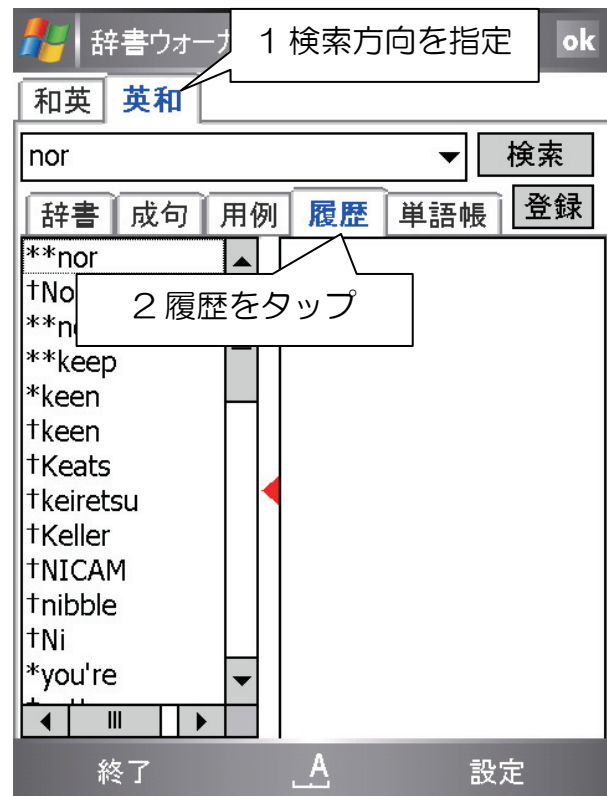 辞書ウォー
1 検索方向を指定
ok
和英 英和
nor 検索
辞書 成句 用例 履歴 単語帳 登録
**nor
†No
2 履歴をタップ
**keep
*keen
†keen
†Keats
†keiretsu
†Keller
†NICAM
†nibble
†Ni
*you're
終了 A 設定